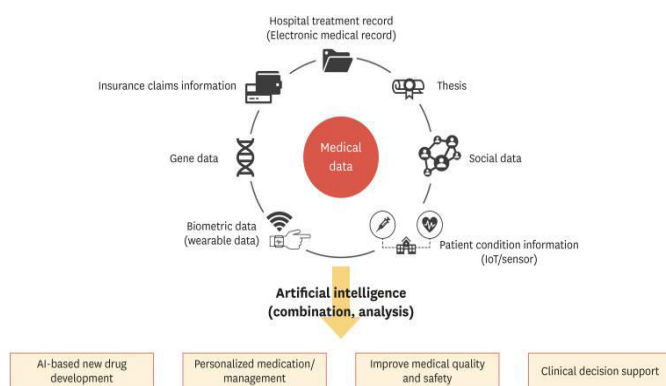 Hospital treatment record
(Electronic medical record)
Insurance claims information
Thesis
Medical
data
Gene data
Social data
Biometric data
(wearable data)
Patient condition information
(IoT/sensor)
Artificial intelligence
(combination, analysis)
AI-based new drug
development
Personalized medication/
management
Improve medical quality
and safety
Clinical decision support